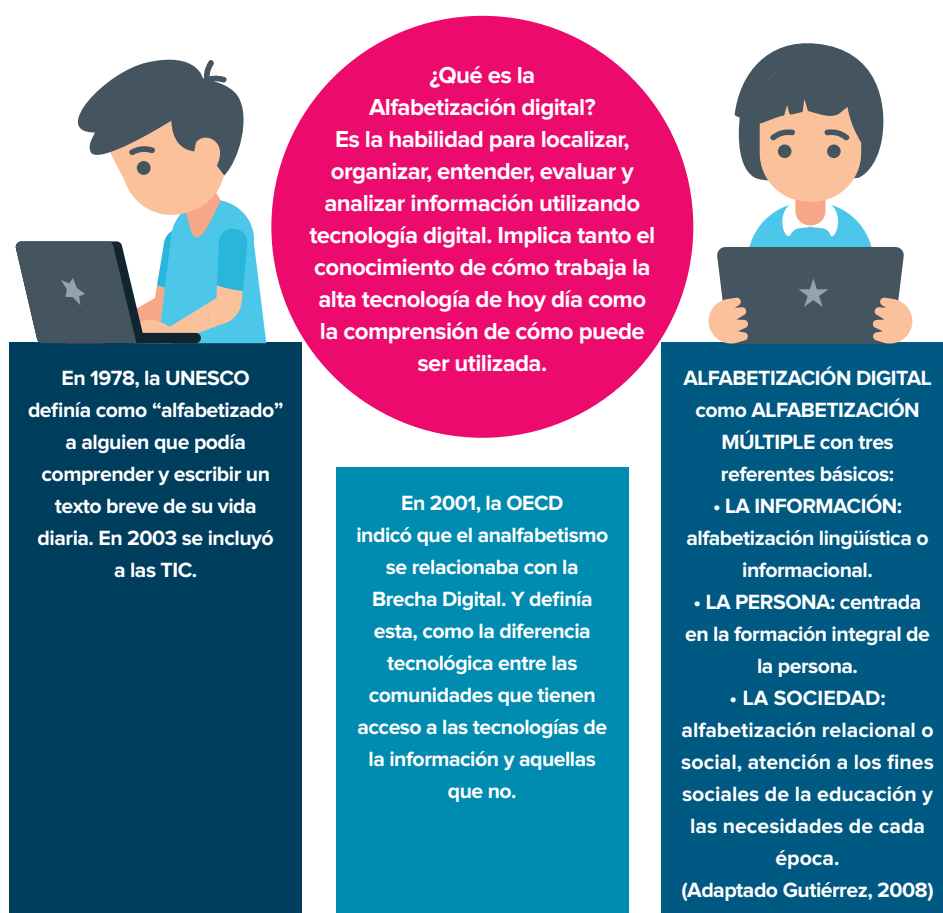 ¿Qué es la
Alfabetización digital?
Es la habilidad para localizar,
organizar, entender, evaluar y
analizar información utilizando
tecnología digital. Implica tanto el
conocimiento de cómo trabaja la
alta tecnología de hoy día como
la comprensión de cómo puede
ser utilizada.
En 1978, la UNESCO
definía como “alfabetizado”
a alguien que podía
comprender y escribir un
texto breve de su vida
diaria. En 2003 se incluyó
a las TIC.
En 2001, la OECD
indicó que el analfabetismo
se relacionaba con la
Brecha Digital. Y definía
esta, como la diferencia
tecnológica entre las
comunidades que tienen
acceso a las tecnologías de
la información y aquellas
que no.
ALFABETIZACIÓN DIGITAL
como ALFABETIZACIÓN
MÚLTIPLE con tres
referentes básicos:
• LA INFORMACIÓN:
alfabetización lingüística o
informacional.
• LA PERSONA: centrada
en la formación integral de
la persona.
• LA SOCIEDAD:
alfabetización relacional o
social, atención a los fines
sociales de la educación y
las necesidades de cada
época.
(Adaptado Gutiérrez, 2008)